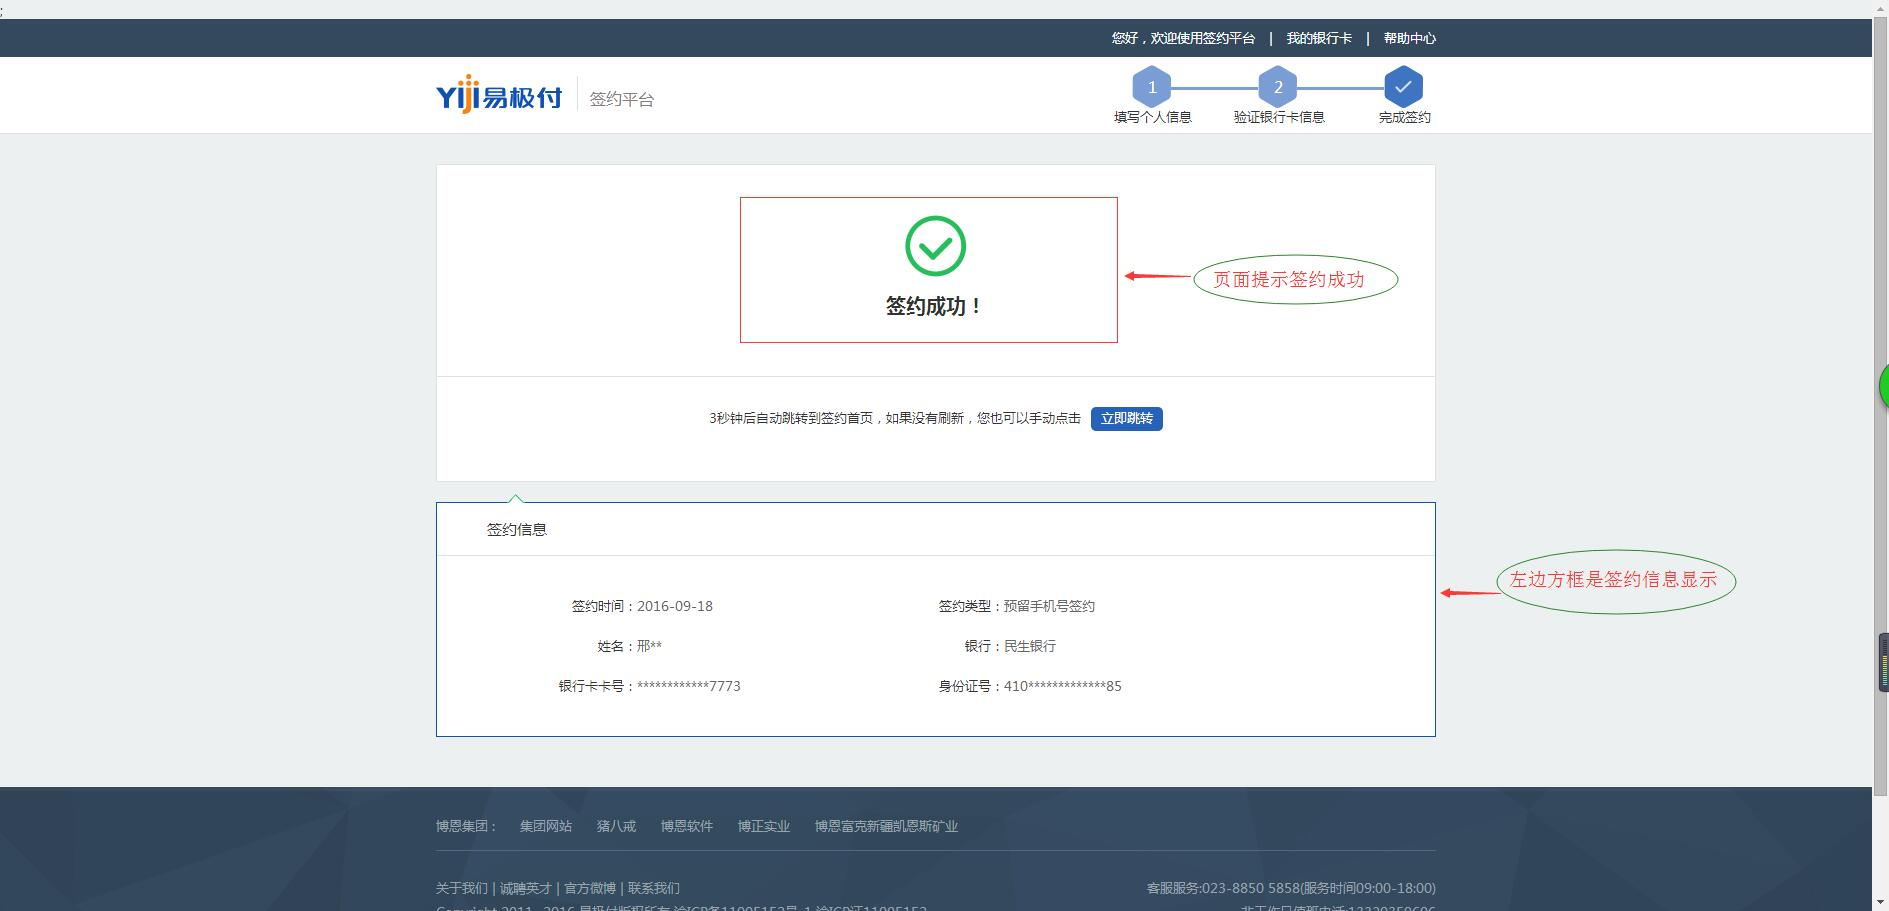 ;
您好，欢迎使用签约平台 | 我的银行卡 | 帮助中心
Yiji易极付 签约平台
1 2
填写个人信息 验证银行卡信息 完成签约
签约成功！
页面提示签约成功
3秒钟后自动跳转到签约首页，如果没有刷新，您也可以手动点击 立即跳转
签约信息
左边方框是签约信息显示
签约时间：2016-09-18 签约类型：预留手机号签约
姓名：邢** 银行：民生银行
银行卡卡号：************7773 身份证号：410*************85
博恩集团： 集团网站 猪八戒 博恩软件 博正实业 博恩富克新疆凯恩斯矿业
关于我们 | 诚聘英才 | 官方微博 | 联系我们 客服服务:023-8850 5858(服务时间09:00-18:00)